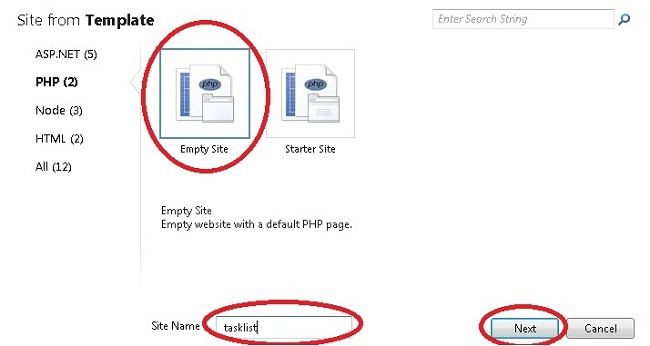 Site from Template
Enter Search String
ASP.NET (5)
PHP (2)
Node (3)
HTML (2)
All (12)
php
php
Empty Site
Starter Site
Empty Site
Empty website with a default PHP page.
Site Name
tasklist
Next
Cancel